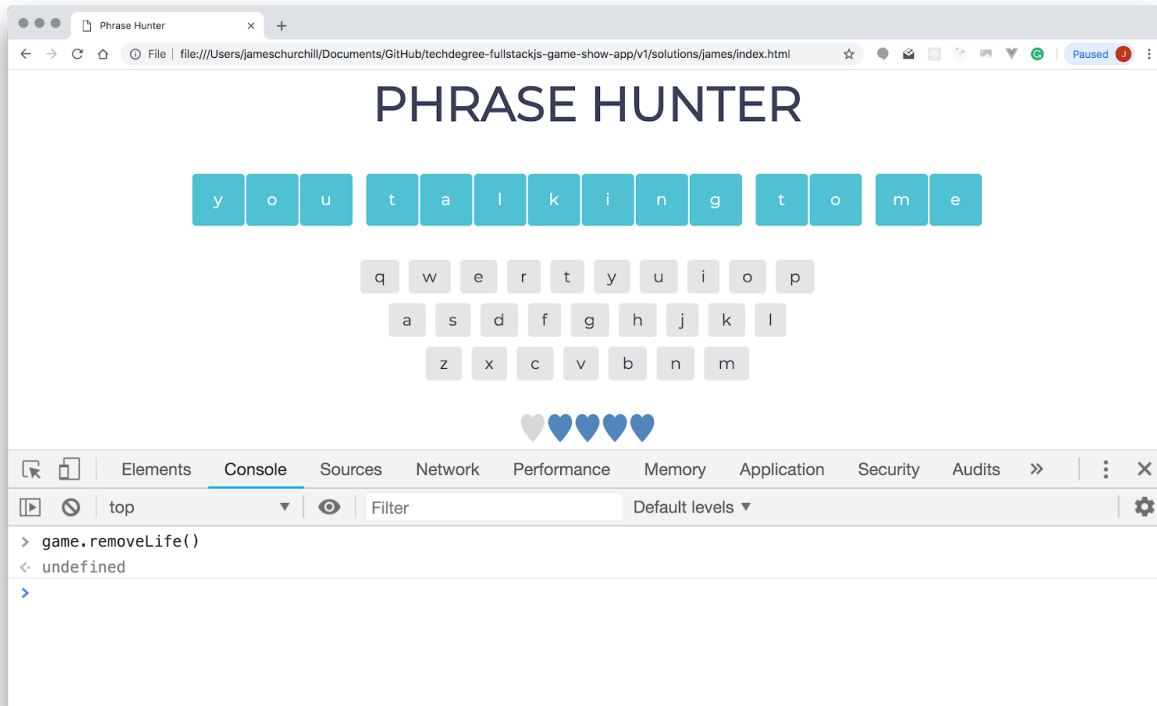 Phrase Hunter
File file:///Users/jameschurchill/Documents/GitHub/techdegree-fullstackjs-game-show-app/v1/solutions/james/index.html Paused J
PHRASE HUNTER
y o u t a l k i n g t o m e
q w e r t y u i o p
a s d f g h j k l
z x c v b n m
Elements Console Sources Network Performance Memory Application Security Audits
top Filter Default levels
game.removeLife()
undefined